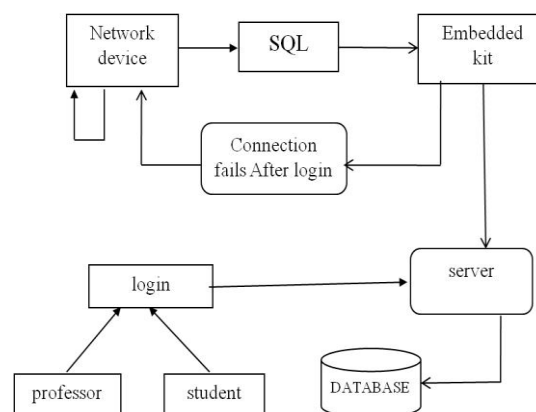 Network
device
SQL
Embedded
kit
Connection
fails After login
login
server
professor
student
DATABASE